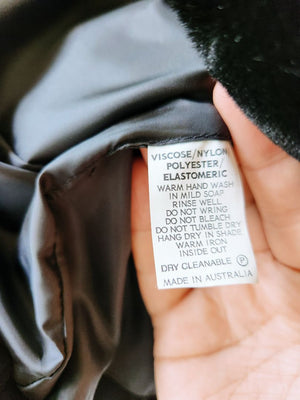 VISCOSE/NYLON
POLYESTER/
ELASTOMERIC
WARM HAND WASH
IN MILD SOAP
RINSE WELL
DO NOT WRING
DO NOT BLEACH
DO NOT TUMBLE DRY
HANG DRY IN SHADE
WARM IRON
INSIDE OUT
DRY CLEANABLE Ⓟ
MADE IN AUSTRALIA